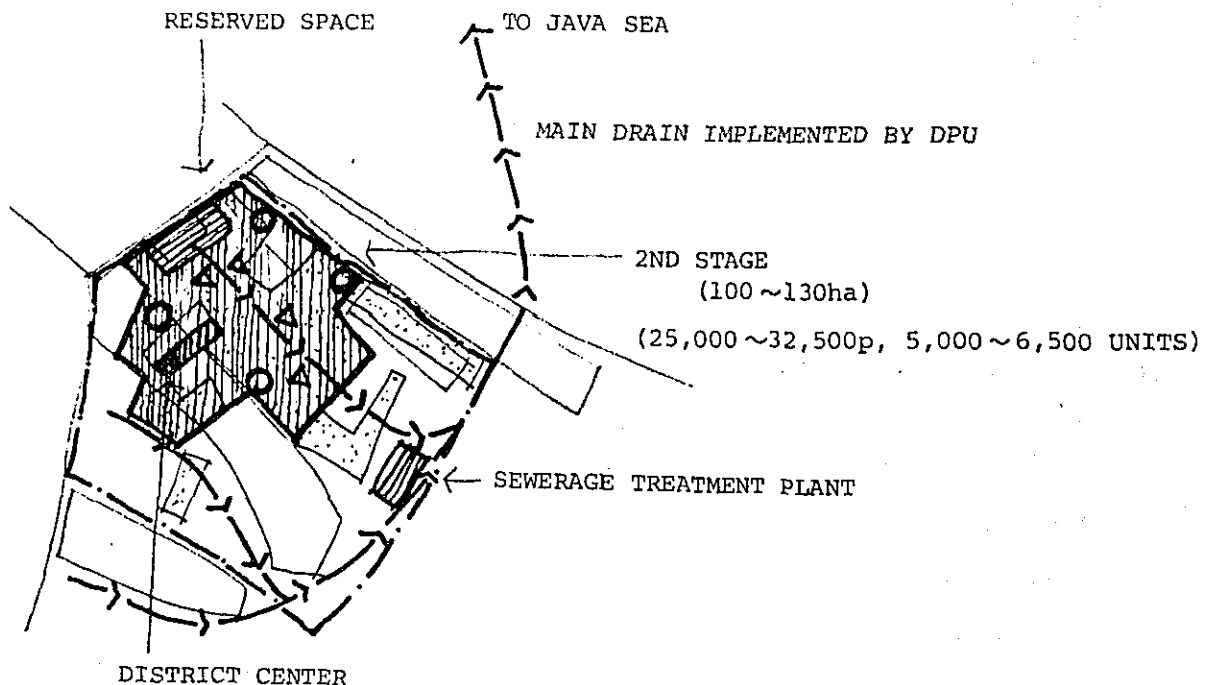 RESERVED SPACE
TO JAVA SEA
MAIN DRAIN IMPLEMENTED BY DPU
2ND STAGE
(100~130ha)
(25,000~32,500p, 5,000~6,500 UNITS)
SEWERAGE TREATMENT PLANT
DISTRICT CENTER